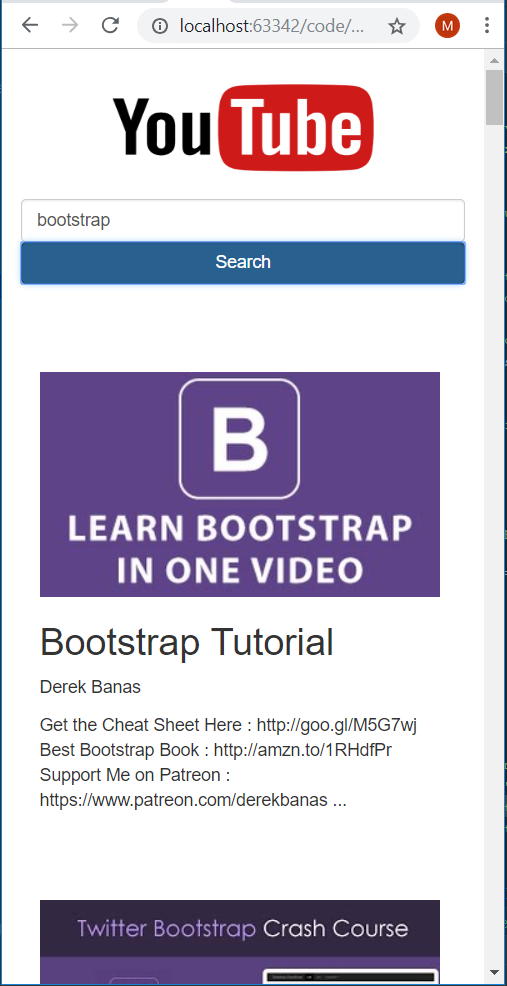 localhost:63342/code/...
M
YouTube
bootstrap
Search
B
LEARN BOOTSTRAP
IN ONE VIDEO
Bootstrap Tutorial
Derek Banas
Get the Cheat Sheet Here : http://goo.gl/M5G7wj
Best Bootstrap Book : http://amzn.to/1RHdfPr
Support Me on Patreon :
https://www.patreon.com/derekbanas ...
Twitter Bootstrap Crash Course